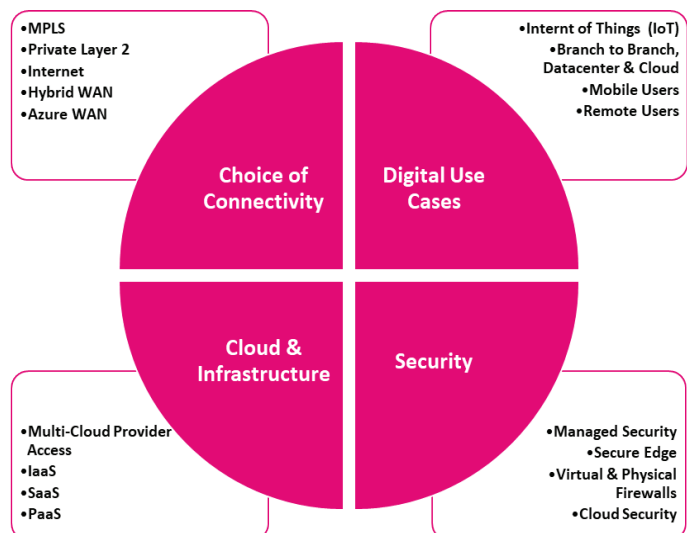 •MPLS
•Private Layer 2
•Internet
•Hybrid WAN
•Azure WAN
•Internt of Things (IoT)
•Branch to Branch,
Datacenter & Cloud
•Mobile Users
•Remote Users
Choice of
Connectivity
Digital Use
Cases
Cloud &
Infrastructure
Security
•Multi-Cloud Provider
Access
•IaaS
•SaaS
•PaaS
•Managed Security
•Secure Edge
•Virtual & Physical
Firewalls
•Cloud Security